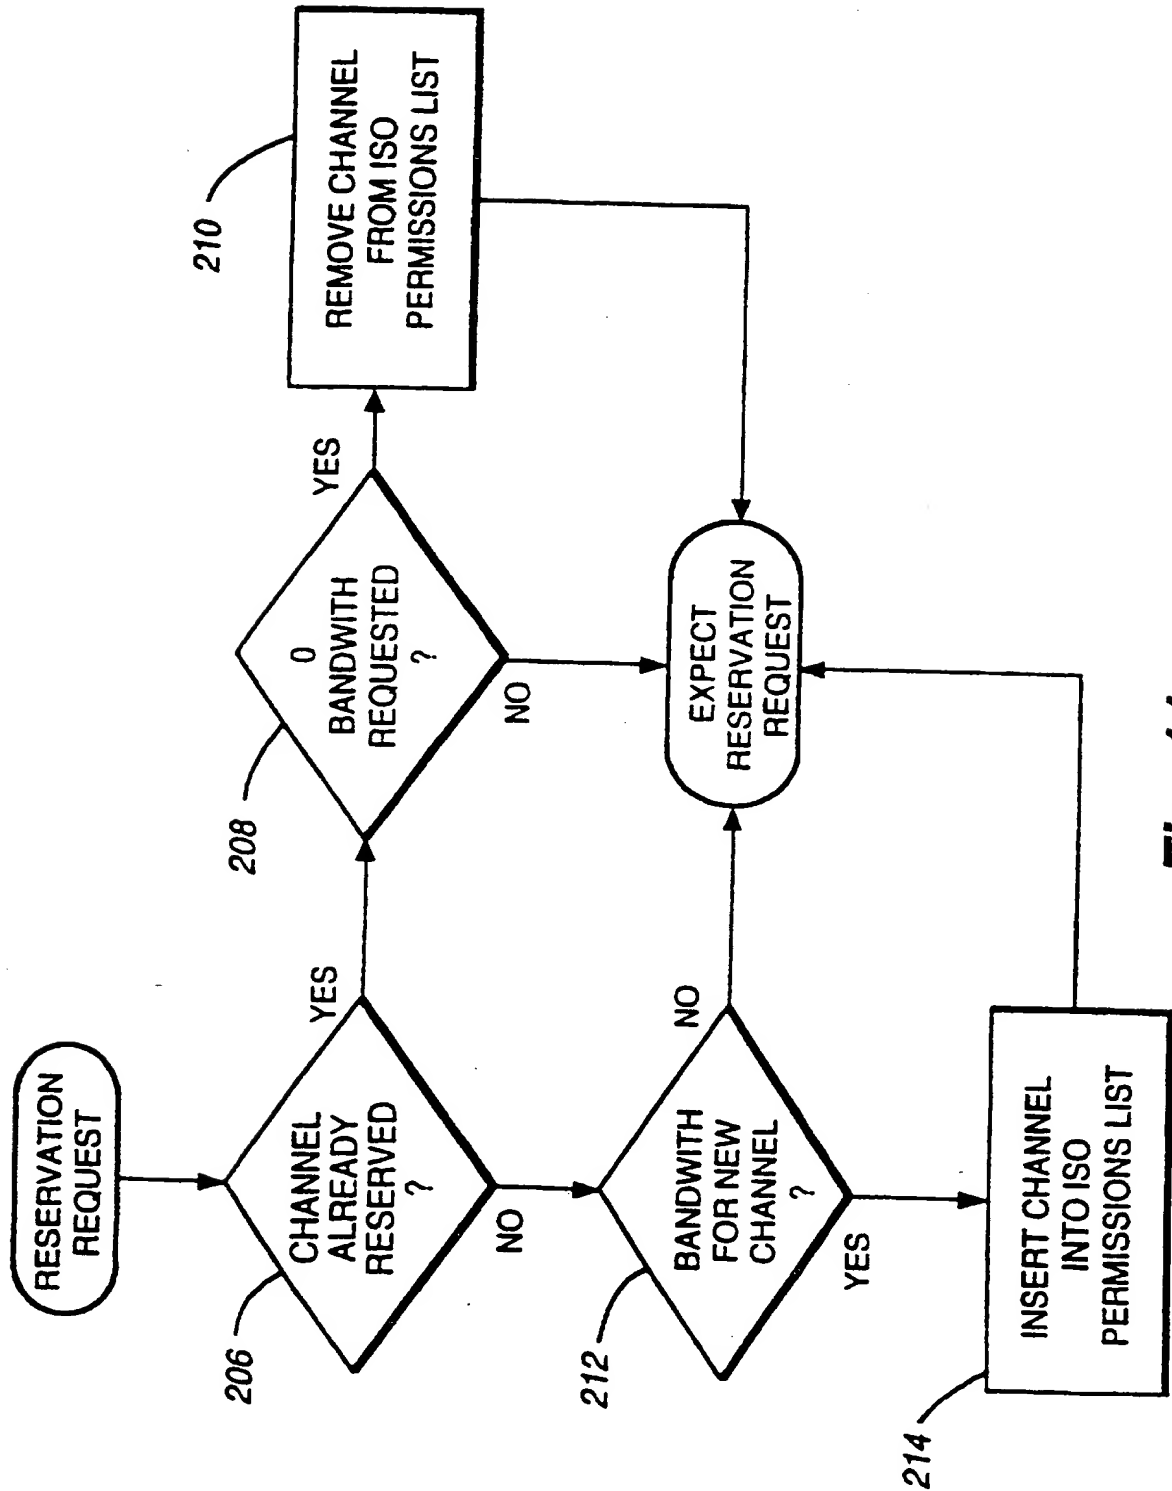 RESERVATION
REQUEST
206
CHANNEL
ALREADY
RESERVED
?
YES
NO
208
0
BANDWITH
REQUESTED
?
YES
NO
210
REMOVE CHANNEL
FROM ISO
PERMISSIONS LIST
212
BANDWITH
FOR NEW
CHANNEL
?
NO
YES
EXPECT
RESERVATION
REQUEST
214
INSERT CHANNEL
INTO ISO
PERMISSIONS LIST